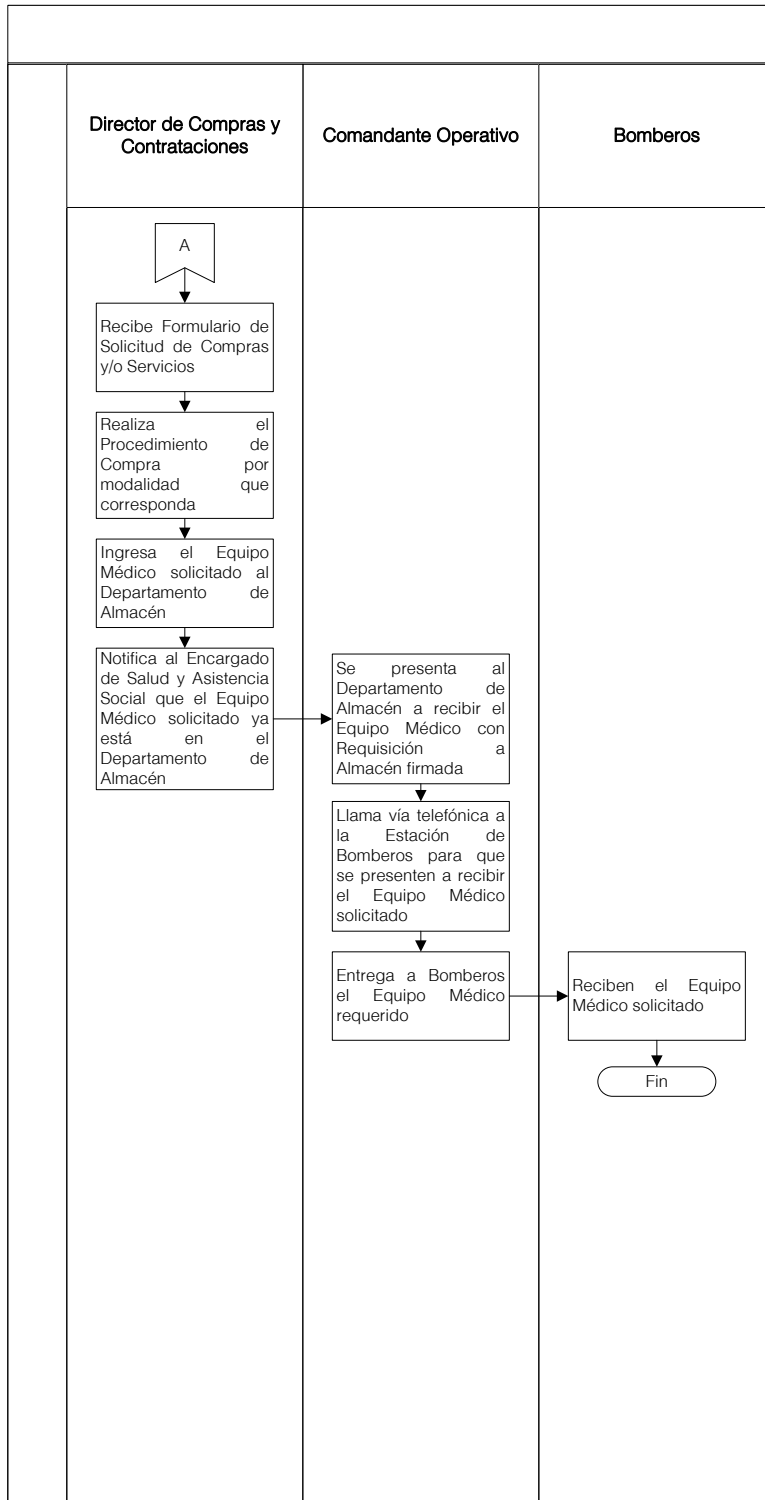 Director de Compras y
Contrataciones
Comandante Operativo
Bomberos
A
Recibe Formulario de
Solicitud de Compras
y/o Servicios
Realiza el
Procedimiento de
Compra por
modalidad que
corresponda
Ingresa el Equipo
Médico solicitado al
Departamento de
Almacén
Notifica al Encargado
de Salud y Asistencia
Social que el Equipo
Médico solicitado ya
está en el
Departamento de
Almacén
Se presenta al
Departamento de
Almacén a recibir el
Equipo Médico con
Requisición a
Almacén firmada
Llama vía telefónica a
la Estación de
Bomberos para que
se presenten a recibir
el Equipo Médico
solicitado
Entrega a Bomberos
el Equipo Médico
requerido
Reciben el Equipo
Médico solicitado
Fin